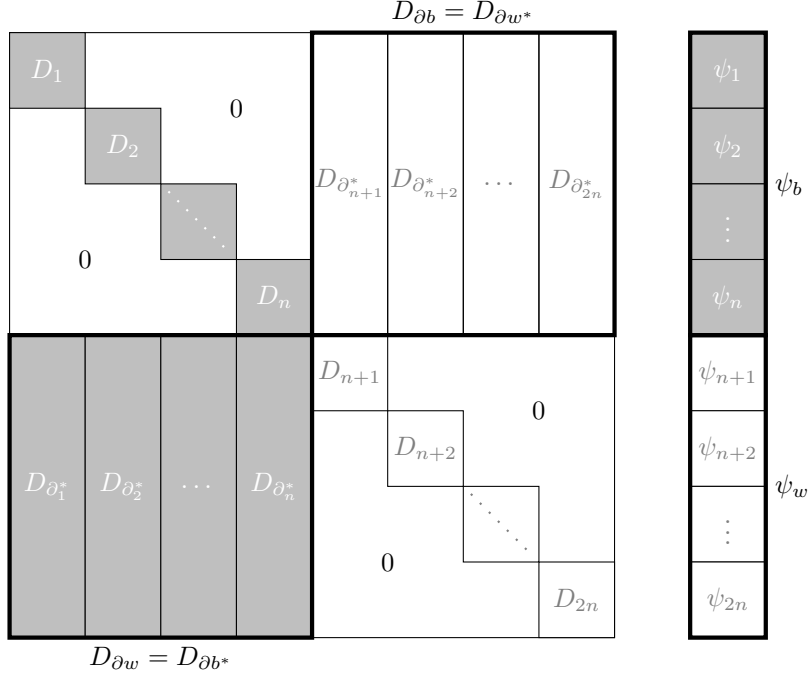 D_{∂b} = D_{∂w*}
D_1 ψ_1
0
D_2 ψ_2
D_{∂*_{n+1}} D_{∂*_{n+2}} ⋯ D_{∂*_{2n}} ψ_b
⋱ ⋮
0
D_n ψ_n
D_{n+1} ψ_{n+1}
0
D_{n+2} ψ_{n+2}
D_{∂*_1} D_{∂*_2} ⋯ D_{∂*_n} ψ_w
⋱ ⋮
0
D_{2n} ψ_{2n}
D_{∂w} = D_{∂b*}